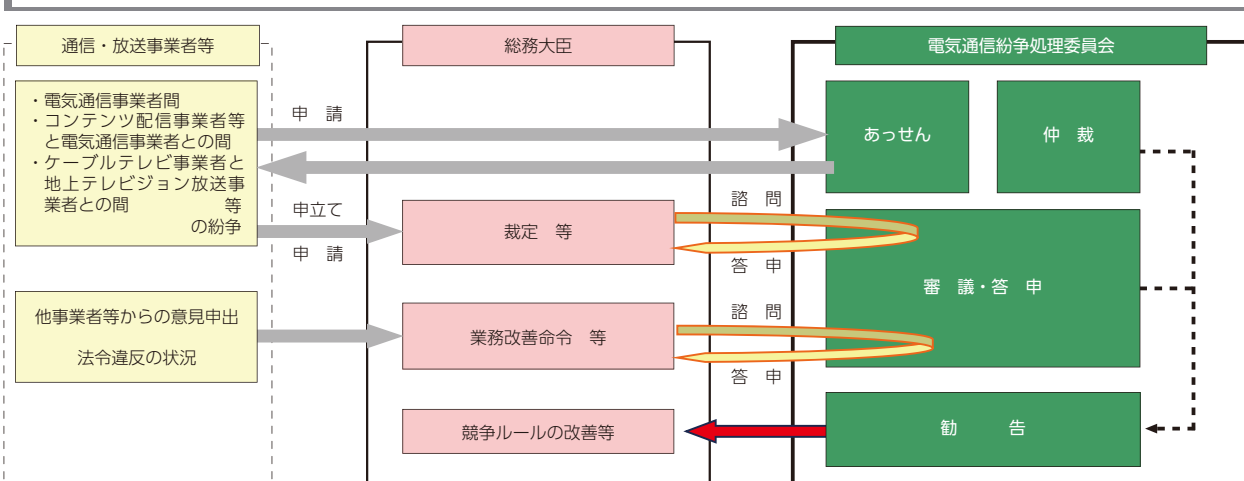 通信・放送事業者等
総務大臣
電気通信紛争処理委員会
・電気通信事業者間
・コンテンツ配信事業者等
と電気通信事業者との間
・ケーブルテレビ事業者と
地上テレビジョン放送事
業者との間 等
の紛争
申 請
あっせん
仲 裁
申立て
申 請
裁定 等
諮 問
答 申
審 議・答 申
他事業者等からの意見申出
法令違反の状況
業務改善命令 等
諮 問
答 申
競争ルールの改善等
勧 告